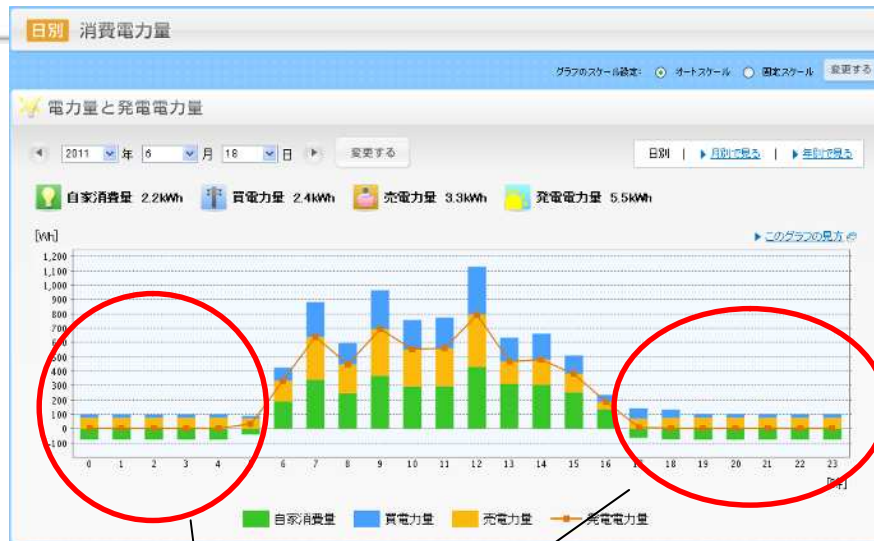 日別 消費電力量
グラフのスケール設定: オートスケール 固定スケール 変更する
電力量と発電電力量
2011 年 6 月 18 日 変更する 日別 | 月別で見る | 年別で見る
自家消費量 2.2kWh 買電力量 2.4kWh 売電力量 3.3kWh 発電電力量 5.5kWh
[Wh] このグラフの見方
1,200
1,100
1,000
900
800
700
600
500
400
300
200
100
0
-100
0 1 2 3 4 5 6 7 8 9 10 11 12 13 14 15 16 18 19 20 21 22 23
[時]
自家消費量 買電力量 売電力量 発電電力量